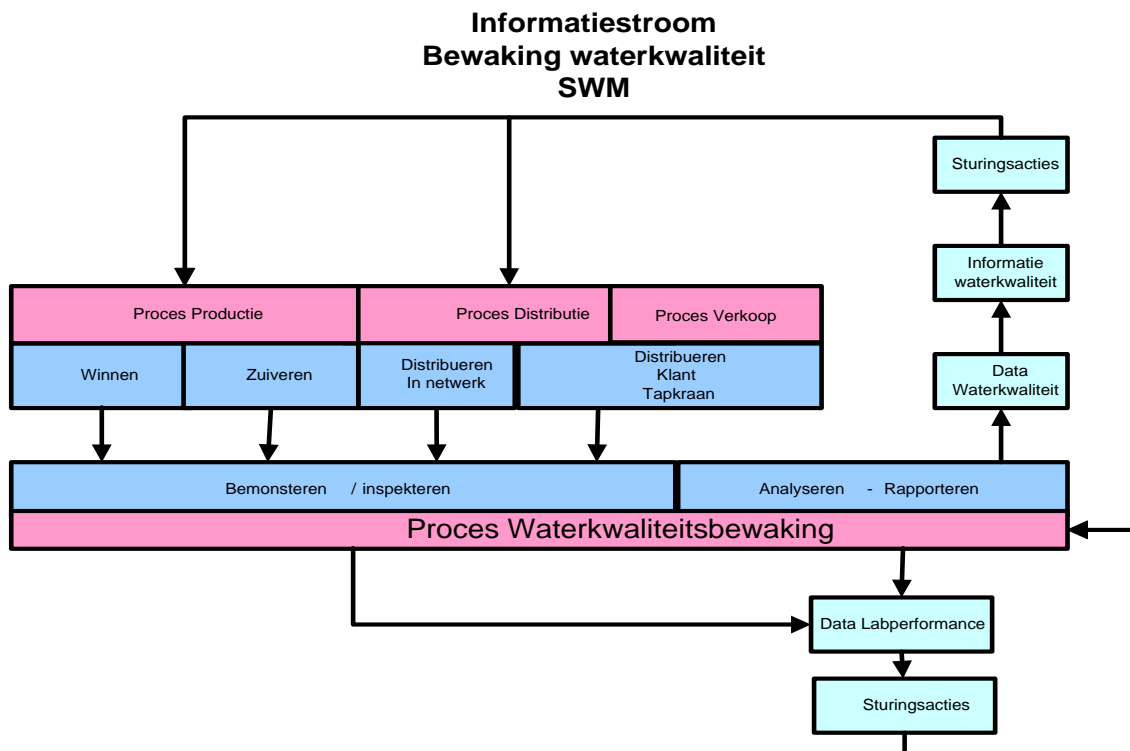 Informatiestroom
Bewaking waterkwaliteit
SWM
Sturingsacties
Informatie
waterkwaliteit
Data
Waterkwaliteit
Proces Productie
Proces Distributie
Proces Verkoop
Winnen
Zuiveren
Distribueren
In netwerk
Distribueren
Klant
Tapkraan
Bemonsteren / inspekteren
Analyseren - Rapporteren
Proces Waterkwaliteitsbewaking
Data Labperformance
Sturingsacties